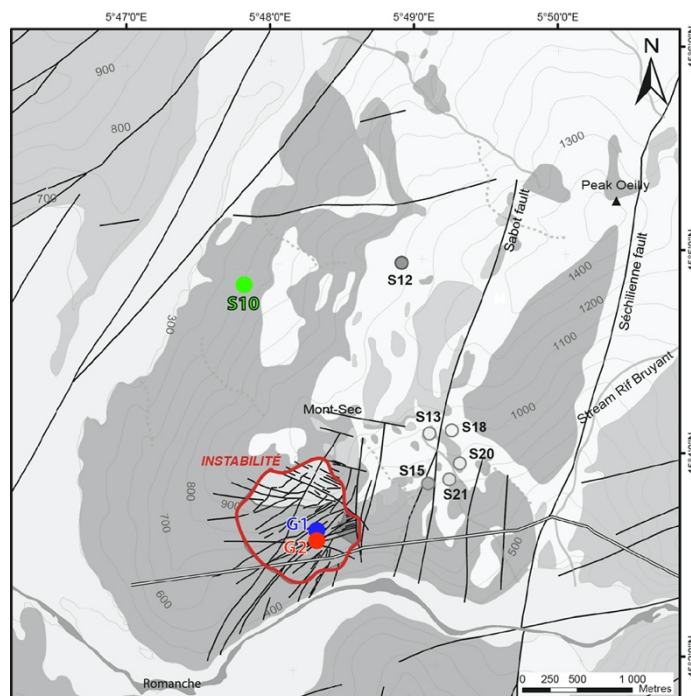 5°47'0"E 5°48'0"E 5°49'0"E 5°50'0"E
N
900
800
1300
700
Peak Oeilly
Sabot fault
S12
S10
1400
1200
1100
300
Séchilienne fault
Stream Rif Bruyant
Mont-Sec
S13
S18
1000
INSTABILITÉ
S20
S15
S21
800
900
G1
G2
700
500
600
400
Romanche
0 250 500 1 000
Metres